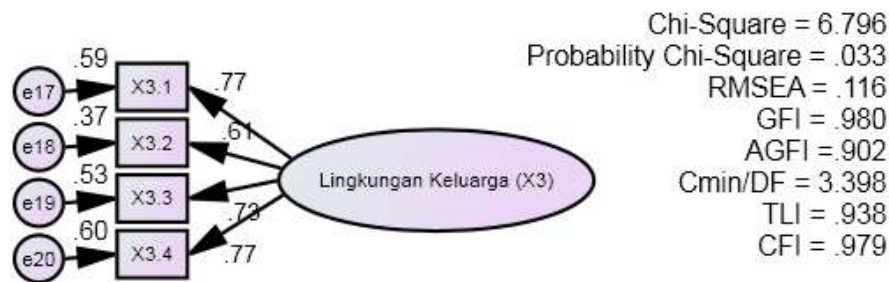 Chi-Square = 6.796
Probability Chi-Square = .033
RMSEA = .116
GFI = .980
AGFI =.902
Cmin/DF = 3.398
TLI = .938
CFI = .979
.59
e17
X3.1
.77
.37
e18
X3.2
.61
.53
e19
X3.3
.73
.60
e20
X3.4
.77
Lingkungan Keluarga (X3)